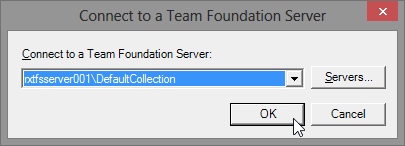 Connect to a Team Foundation Server
Connect to a Team Foundation Server:
rxtfsserver001\DefaultCollection
Servers...
OK
Cancel